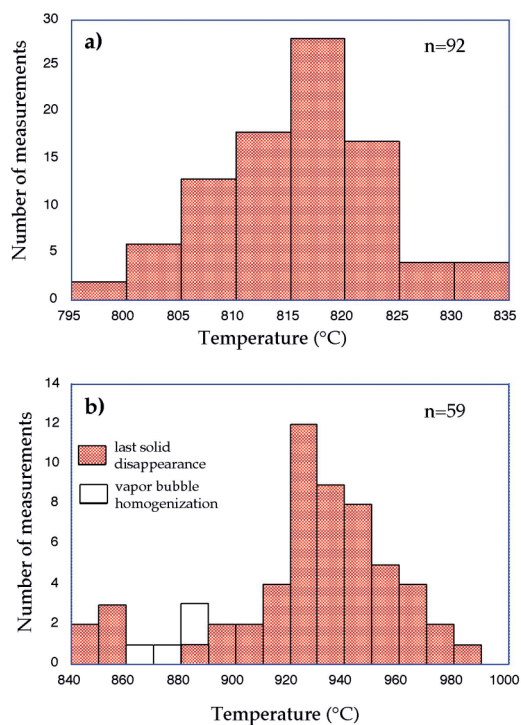 30
a)
n=92
25
20
15
10
5
0
Number of measurements
795 800 805 810 815 820 825 830 835
Temperature (°C)
14
b)
n=59
12
last solid
disappearance
10
vapor bubble
homogenization
8
6
4
2
0
Number of measurements
840 860 880 900 920 940 960 980 1000
Temperature (°C)